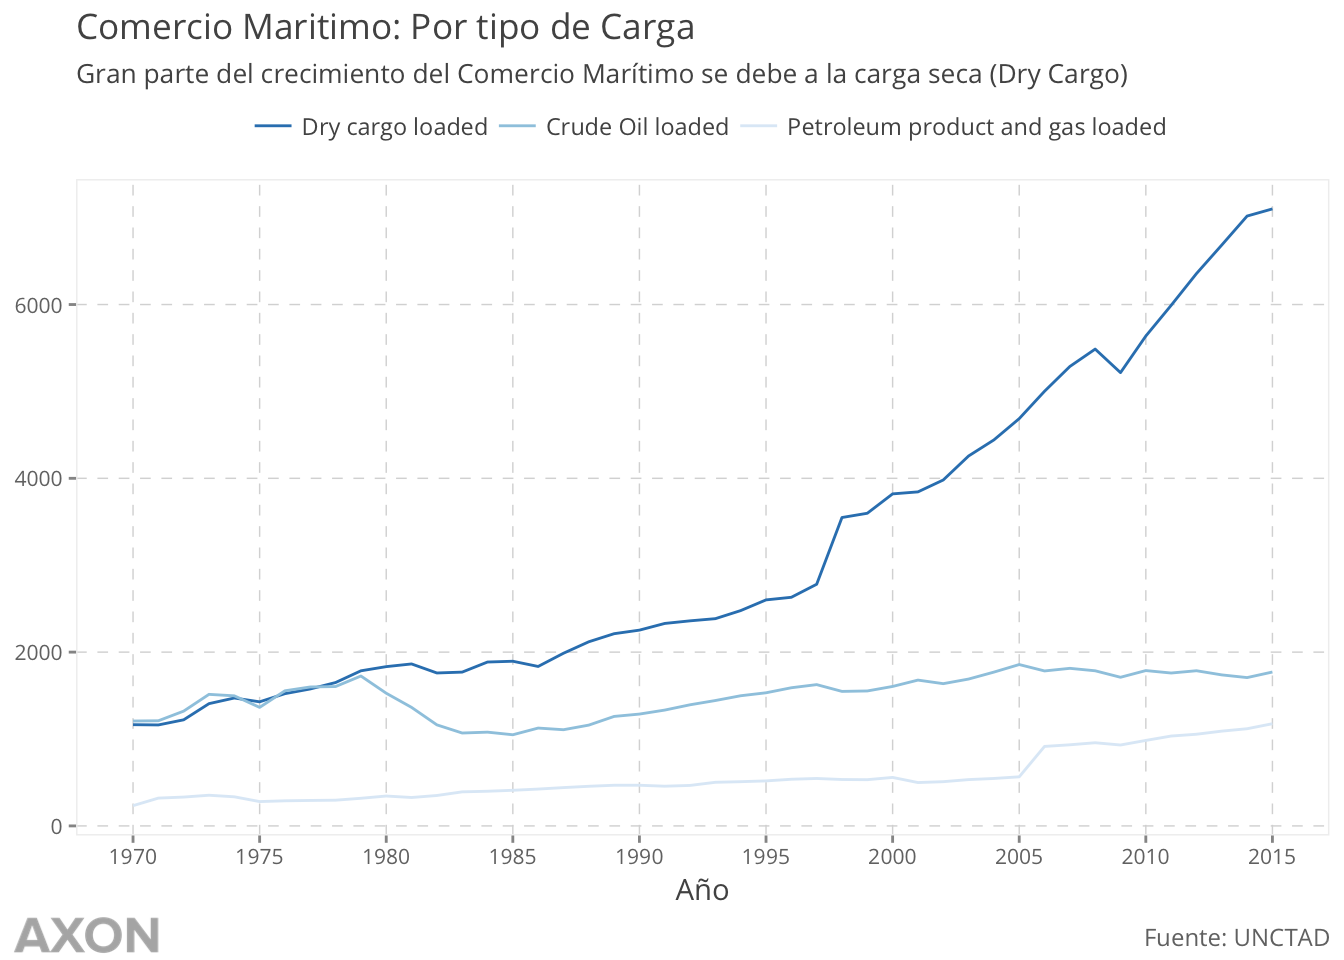 Comercio Maritimo: Por tipo de Carga
Gran parte del crecimiento del Comercio Marítimo se debe a la carga seca (Dry Cargo)
Dry cargo loaded Crude Oil loaded Petroleum product and gas loaded
6000
4000
2000
0
1970 1975 1980 1985 1990 1995 2000 2005 2010 2015
Año
AXON
Fuente: UNCTAD